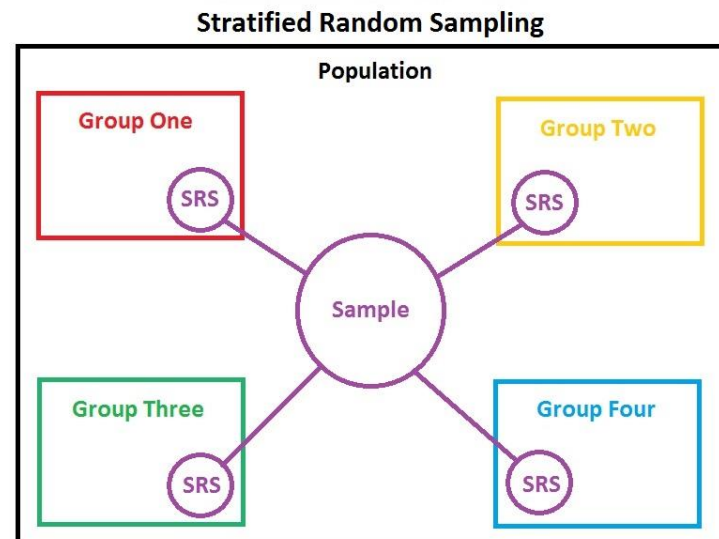 Stratified Random Sampling
Population
Group One
SRS
Group Two
SRS
Sample
Group Three
SRS
Group Four
SRS